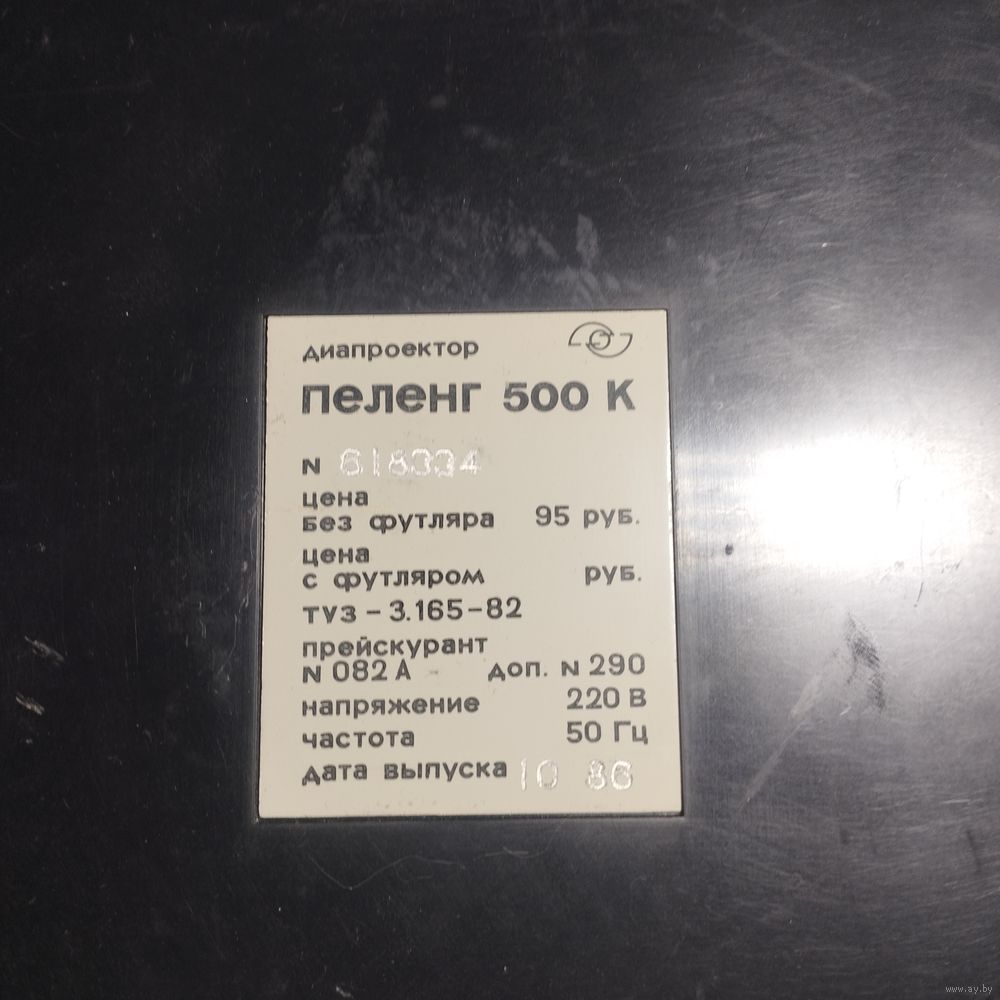 диапроектор
пеленг 500 К
N 618334
цена
без футляра 95 руб.
цена
с футляром руб.
ТУ3-3.165-82
прейскурант
N 082 А доп. N 290
напряжение 220 В
частота 50 Гц
дата выпуска 10 86
www.ay.by